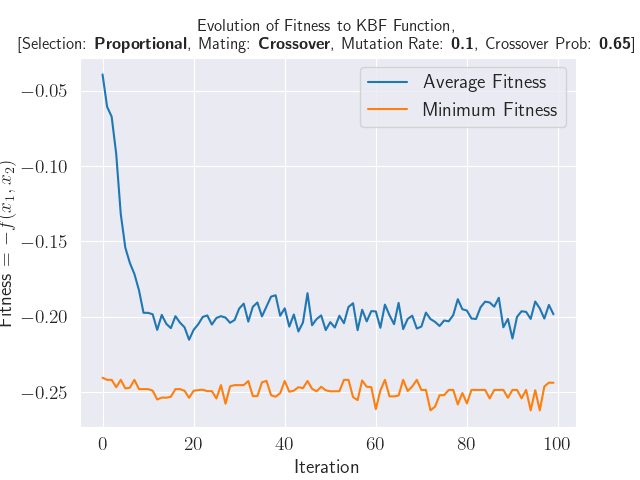 Evolution of Fitness to KBF Function,
[Selection: Proportional, Mating: Crossover, Mutation Rate: 0.1, Crossover Prob: 0.65]
Average Fitness
Minimum Fitness
Fitness = −f(x₁, x₂)
−0.05
−0.10
−0.15
−0.20
−0.25
0 20 40 60 80 100
Iteration